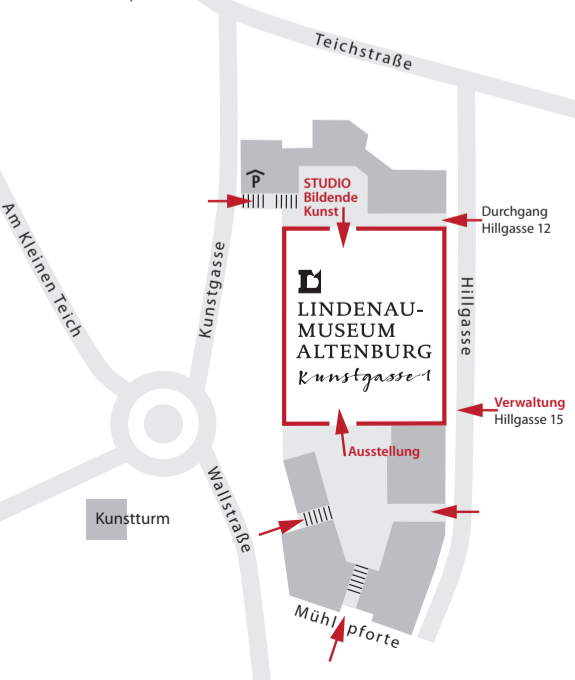 Teichstraße
P
STUDIO
Bildende
Kunst
Durchgang
Hillgasse 12
Am Kleinen Teich
Kunstgasse
Hillgasse
LINDENAU-
MUSEUM
ALTENBURG
Kunstgasse 1
Verwaltung
Hillgasse 15
Ausstellung
Wallstraße
Kunstturm
Mühlpforte